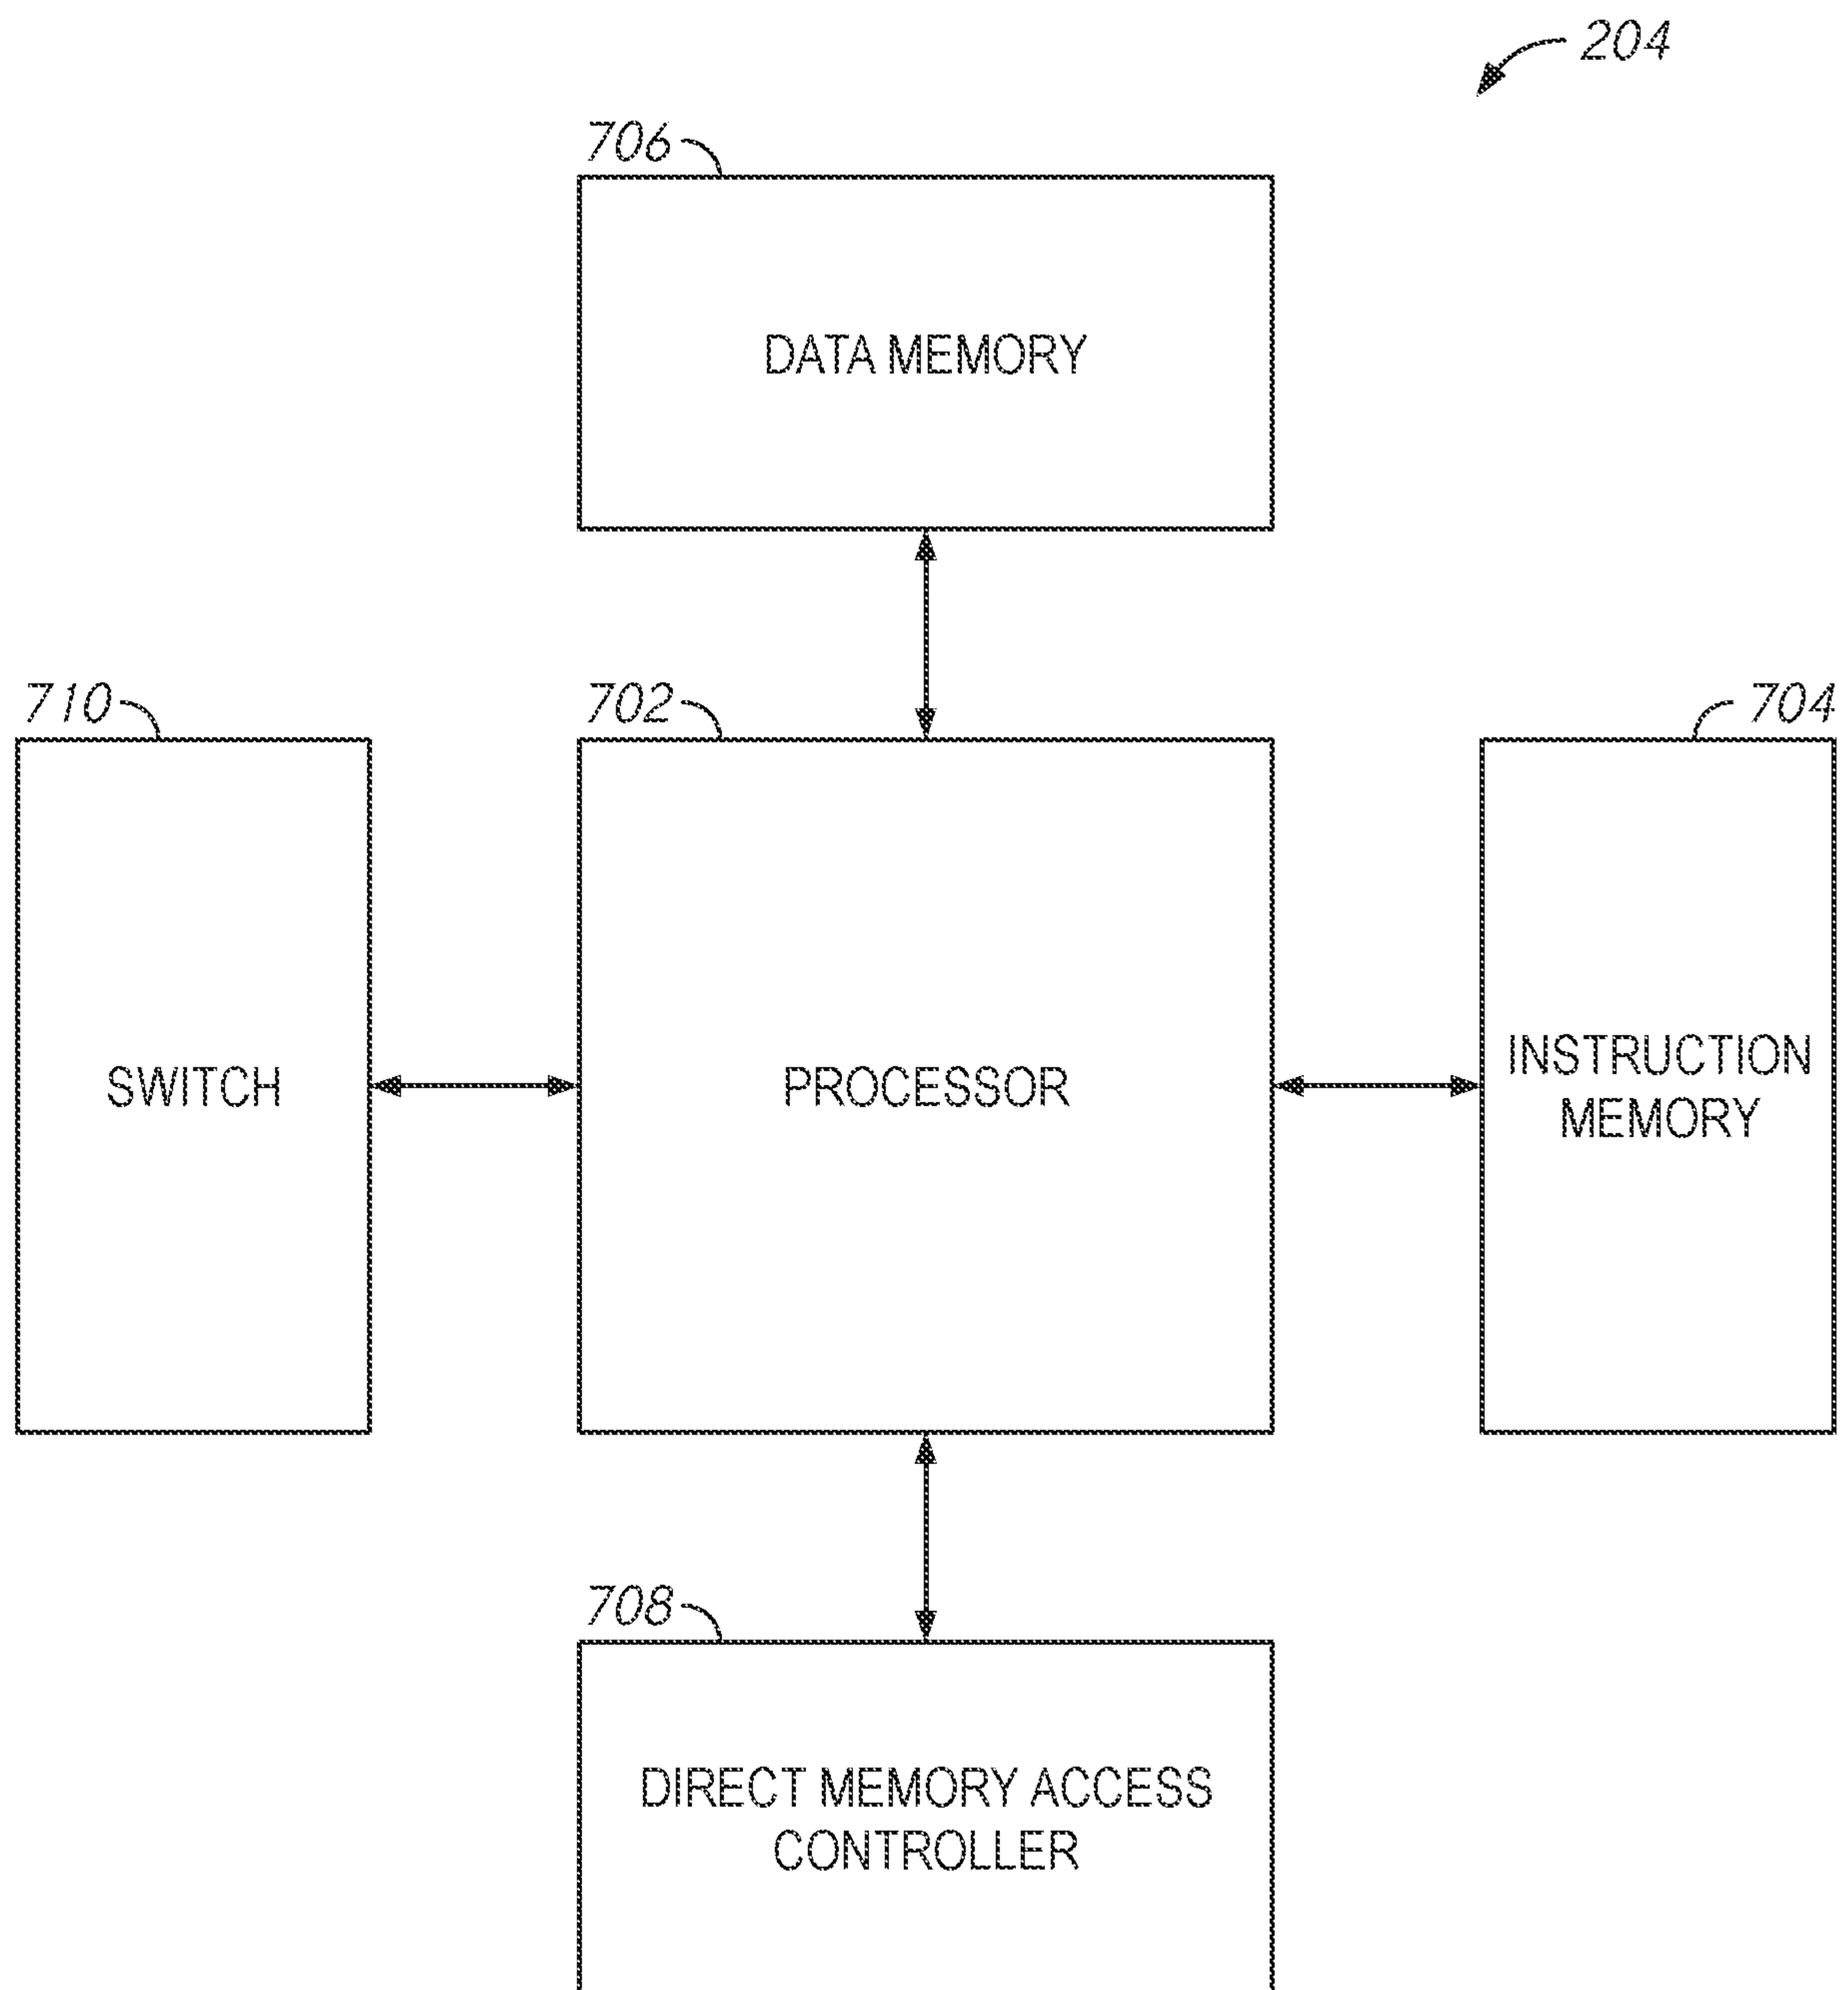 204
706
DATA MEMORY
710
702
704
SWITCH
PROCESSOR
INSTRUCTION
MEMORY
708
DIRECT MEMORY ACCESS
CONTROLLER